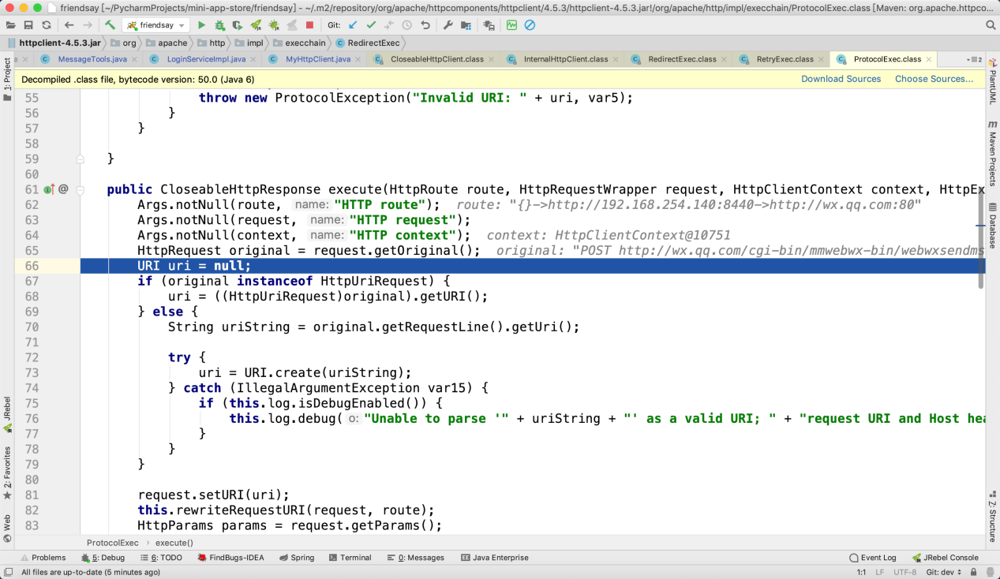 friendsay [~/PycharmProjects/mini-app-store/friendsay] - ~/.m2/repository/org/apache/httpcomponents/httpclient/4.5.3/httpclient-4.5.3.jar!/org/apache/http/impl/execchain/ProtocolExec.class [Maven: org.apache.httpco...
friendsay Git:
httpclient-4.5.3.jar org apache http impl execchain RedirectExec
a MessageTools.java LoginServiceImpl.java MyHttpClient.java CloseableHttpClient.class InternalHttpClient.class RedirectExec.class RetryExec.class ProtocolExec.class 2
Decompiled .class file, bytecode version: 50.0 (Java 6) Download Sources Choose Sources...
55 throw new ProtocolException("Invalid URI: " + uri, var5);
56 }
57 }
58
59 }
60
61 @ public CloseableHttpResponse execute(HttpRoute route, HttpRequestWrapper request, HttpClientContext context, HttpEx
62 Args.notNull(route, name: "HTTP route"); route: "{}->http://192.168.254.140:8440->http://wx.qq.com:80"
63 Args.notNull(request, name: "HTTP request");
64 Args.notNull(context, name: "HTTP context"); context: HttpClientContext@10751
65 HttpRequest original = request.getOriginal(); original: "POST http://wx.qq.com/cgi-bin/mmwebwx-bin/webwxsendms
66 URI uri = null;
67 if (original instanceof HttpUriRequest) {
68 uri = ((HttpUriRequest)original).getURI();
69 } else {
70 String uriString = original.getRequestLine().getUri();
71
72 try {
73 uri = URI.create(uriString);
74 } catch (IllegalArgumentException var15) {
75 if (this.log.isDebugEnabled()) {
76 this.log.debug( o: "Unable to parse '" + uriString + "' as a valid URI; " + "request URI and Host hea
77 }
78 }
79 }
80
81 request.setURI(uri);
82 this.rewriteRequestURI(request, route);
83 HttpParams params = request.getParams();
ProtocolExec › execute()
1: Project
JRebel
2: Favorites
Web
PlantUML
m Maven Projects
Database
7: Structure
Problems 5: Debug 6: TODO FindBugs-IDEA Spring Terminal 0: Messages Java Enterprise Event Log JRebel Console
All files are up-to-date (5 minutes ago) 1:1 LF UTF-8 Git: dev